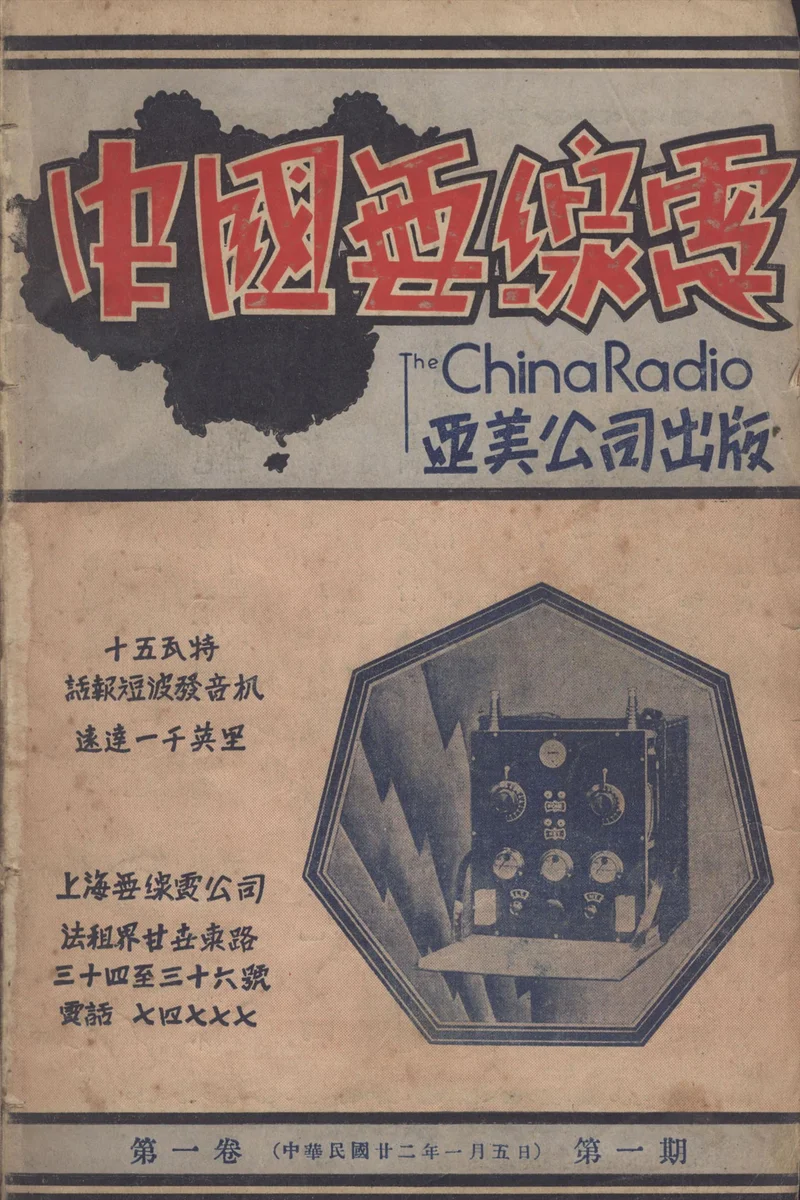 中國無線電
The China Radio
亞美公司出版
十五瓦特
話報短波發音机
速達一千英里
上海無線電公司
法租界甘世東路
三十四至三十六號
電話 七四七七七
第一卷 (中華民國廿二年一月五日) 第一期